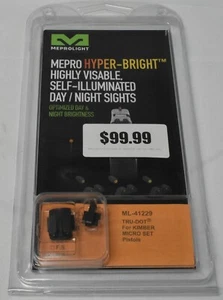 MEPROLIGHT
MEPRO HYPER-BRIGHT™
HIGHLY VISABLE,
SELF-ILLUMINATED
DAY / NIGHT SIGHTS
OPTIMIZED DAY &
NIGHT BRIGHTNESS
$99.99
ML-41229
TRU-DOT®
For KIMBER
MICRO SET
Pistols